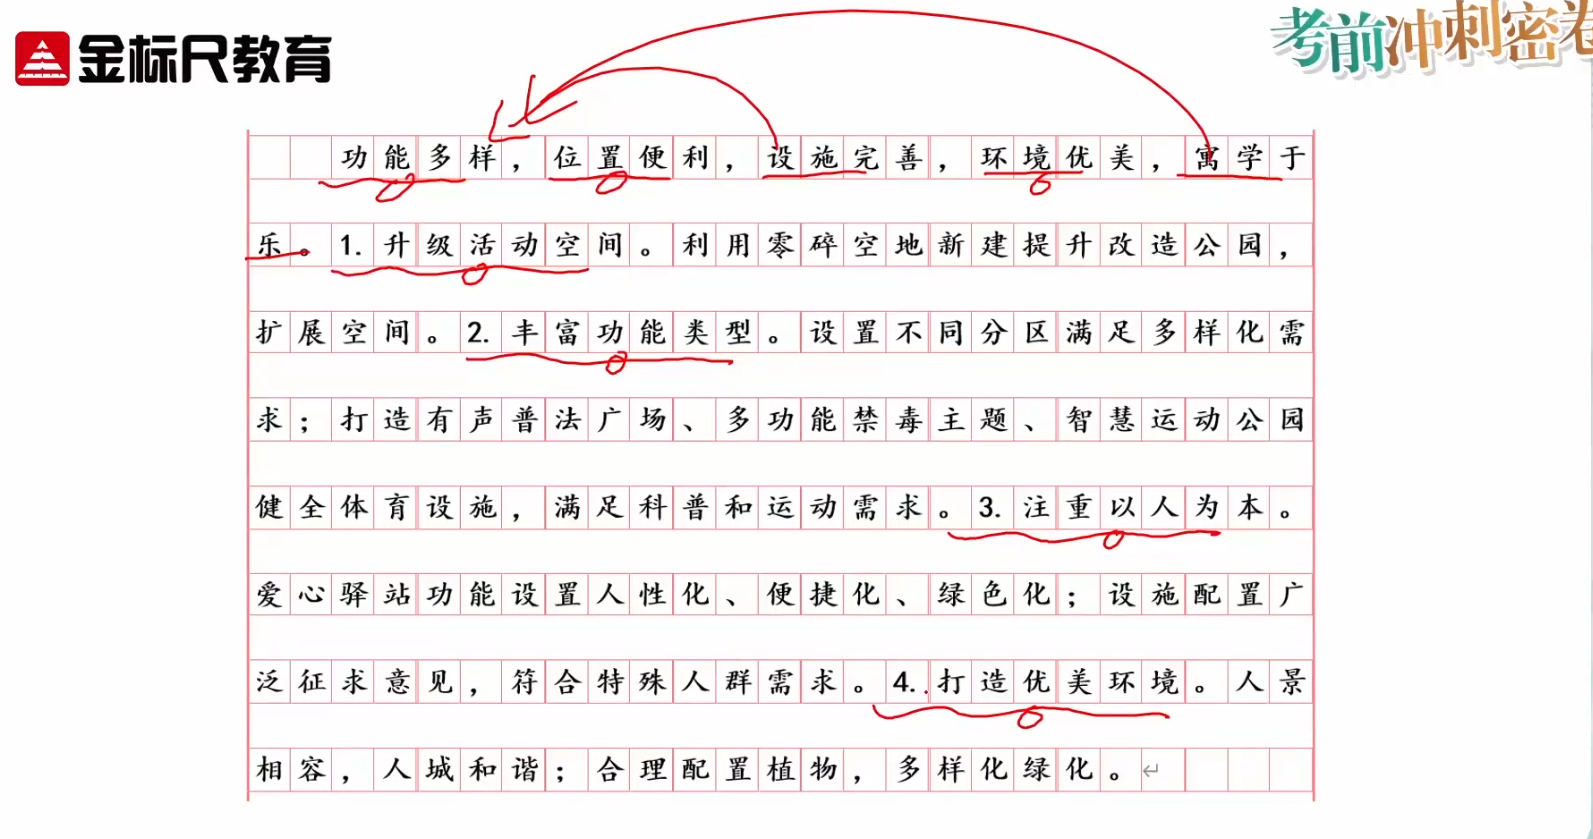 金标尺教育
考前冲刺密卷
功能多样，位置便利，设施完善，环境优美，寓学于
乐。1.升级活动空间。利用零碎空地新建提升改造公园，
扩展空间。2.丰富功能类型。设置不同分区满足多样化需
求；打造有声普法广场、多功能禁毒主题、智慧运动公园
健全体育设施，满足科普和运动需求。3.注重以人为本。
爱心驿站功能设置人性化、便捷化、绿色化；设施配置广
泛征求意见，符合特殊人群需求。4.打造优美环境。人景
相容，人城和谐；合理配置植物，多样化绿化。